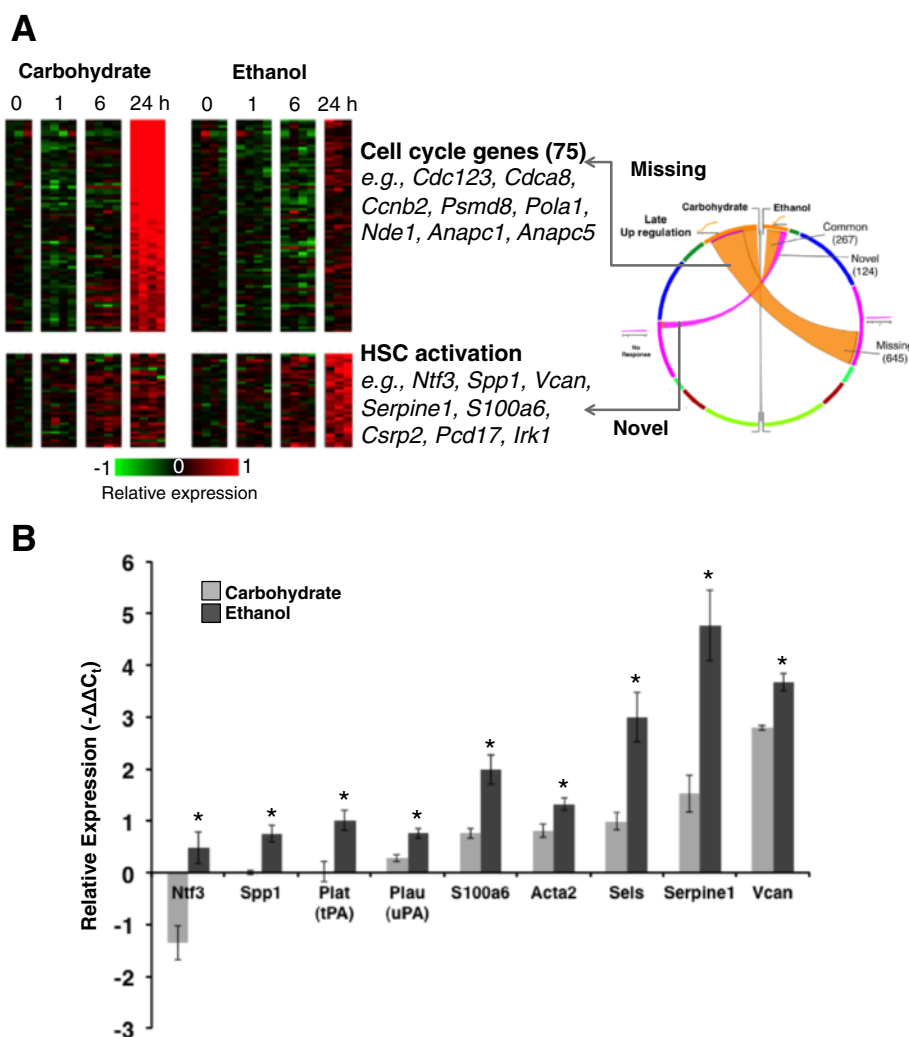 A
Carbohydrate
Ethanol
0 1 6 24 h
0 1 6 24 h
Cell cycle genes (75)
e.g., Cdc123, Cdca8,
Ccnb2, Psmd8, Pola1,
Nde1, Anapc1, Anapc5
HSC activation
e.g., Ntf3, Spp1, Vcan,
Serpine1, S100a6,
Csrp2, Pcd17, Irk1
-1 0 1
Relative expression
Missing
Novel
Carbohydrate
Ethanol
Late
Up regulation
Common
(267)
Novel
(124)
No
Response
Missing
(645)
B
Relative Expression (-ΔΔCt)
6
5
4
3
2
1
0
-1
-2
-3
Carbohydrate
Ethanol
* * * * * * * * *
Ntf3 Spp1 Plat Plau S100a6 Acta2 Sels Serpine1 Vcan
(tPA) (uPA)